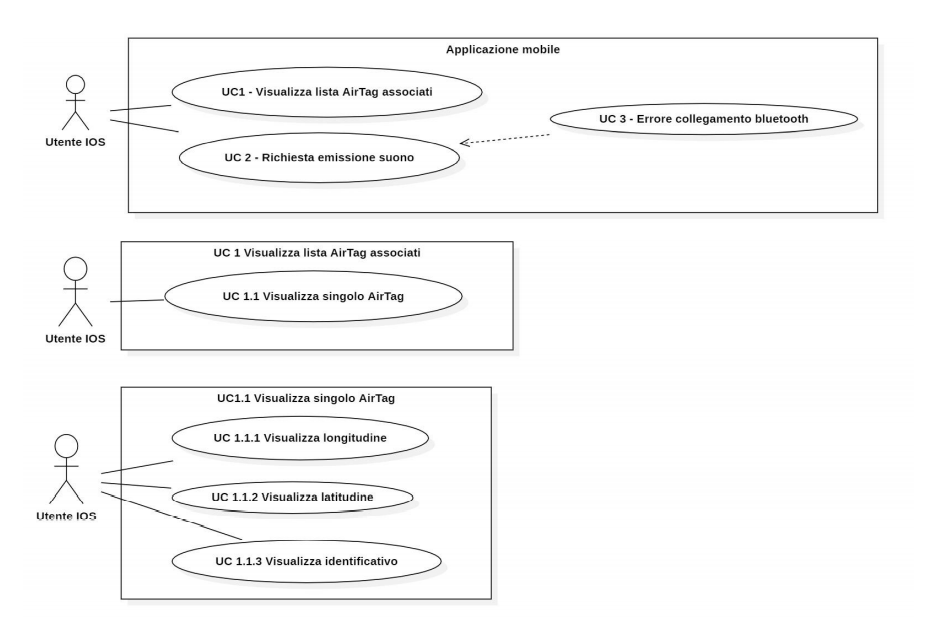 Applicazione mobile
UC1 - Visualizza lista AirTag associati
UC 3 - Errore collegamento bluetooth
Utente IOS
UC 2 - Richiesta emissione suono
UC 1 Visualizza lista AirTag associati
UC 1.1 Visualizza singolo AirTag
Utente IOS
UC1.1 Visualizza singolo AirTag
UC 1.1.1 Visualizza longitudine
UC 1.1.2 Visualizza latitudine
Utente IOS
UC 1.1.3 Visualizza identificativo